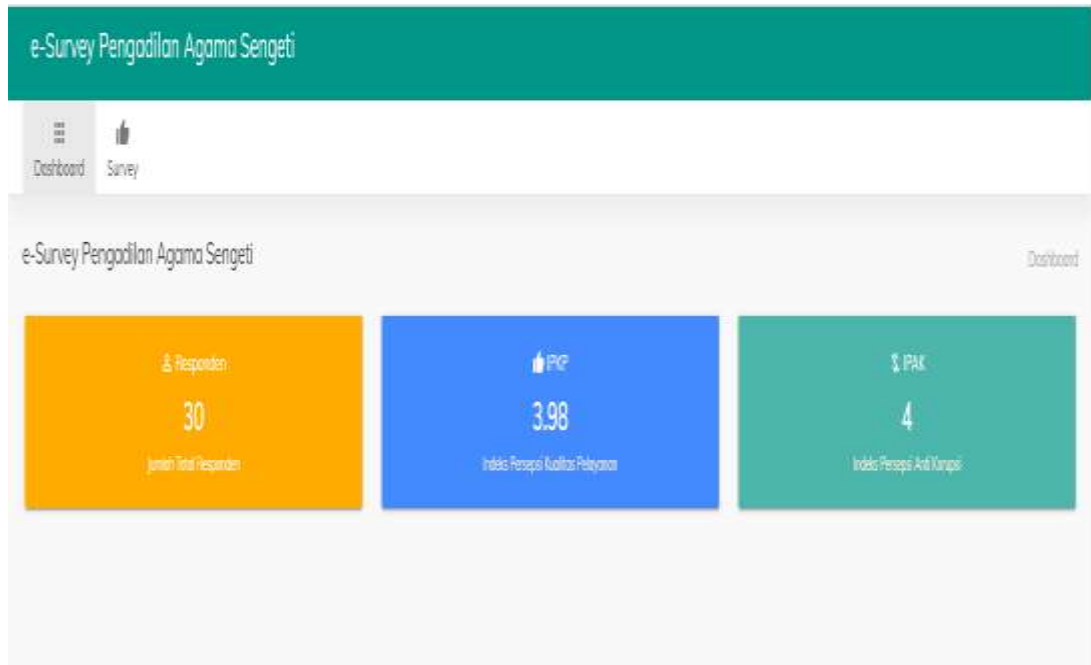 e-Survey Pengadilan Agama Sengeti
Dashboard
Survey
e-Survey Pengadilan Agama Sengeti
Dashboard
Responden
30
Jumlah Total Responden
IPKP
3.98
Indeks Persepsi Kualitas Pelayanan
IPAK
4
Indeks Persepsi Anti Korupsi